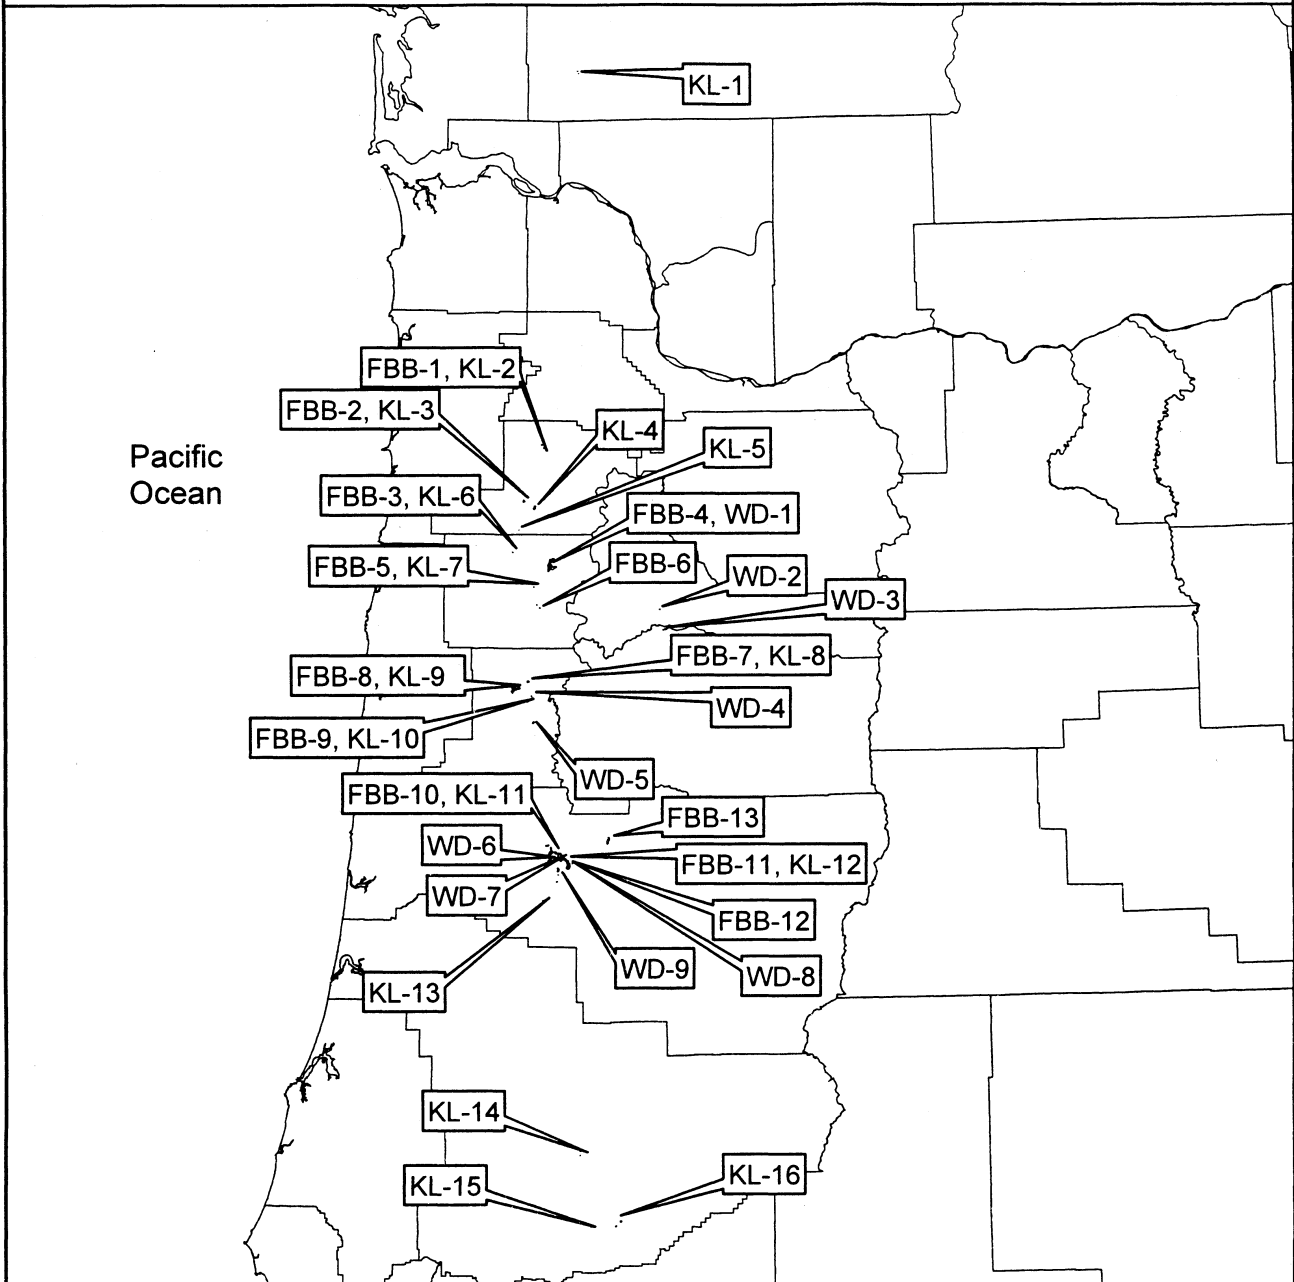 KL-1
FBB-1, KL-2
FBB-2, KL-3
KL-4
KL-5
Pacific
Ocean
FBB-3, KL-6
FBB-4, WD-1
FBB-5, KL-7
FBB-6
WD-2
WD-3
FBB-7, KL-8
FBB-8, KL-9
WD-4
FBB-9, KL-10
WD-5
FBB-10, KL-11
FBB-13
WD-6
FBB-11, KL-12
WD-7
FBB-12
WD-9
WD-8
KL-13
KL-14
KL-16
KL-15